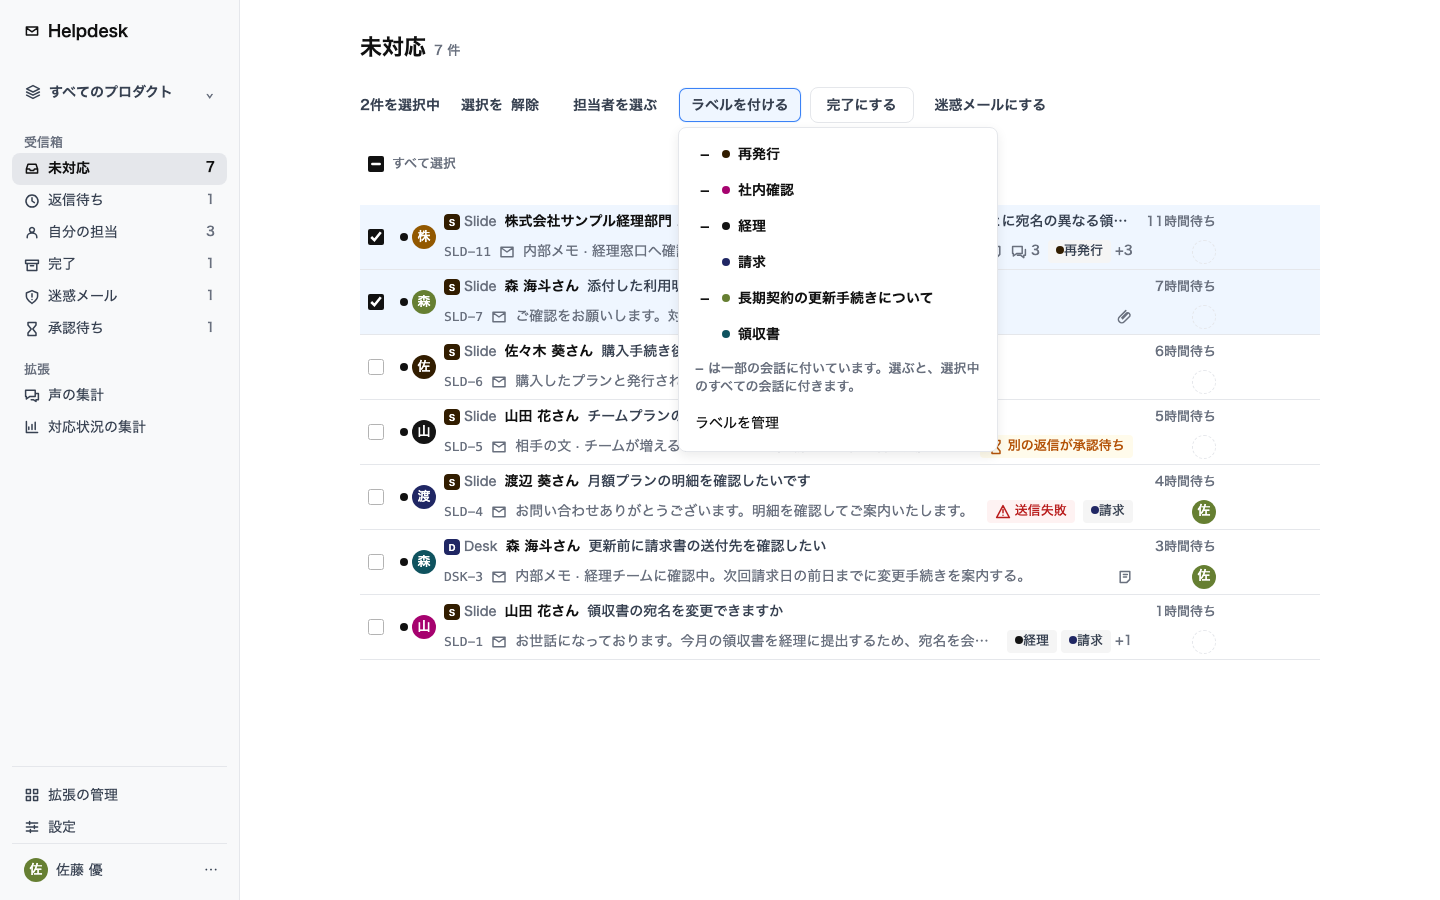 Helpdesk
すべてのプロダクト
受信箱
未対応 7
返信待ち 1
自分の担当 3
完了 1
迷惑メール 1
承認待ち 1
拡張
声の集計
対応状況の集計
拡張の管理
設定
佐 佐藤 優 …
未対応 7 件
2件を選択中 選択を 解除 担当者を選ぶ ラベルを付ける 完了にする 迷惑メールにする
すべて選択
– 再発行
– 社内確認
– 経理
請求
– 長期契約の更新手続きについて
領収書
– は一部の会話に付いています。選ぶと、選択中
のすべての会話に付きます。
ラベルを管理
株 S Slide 株式会社サンプル経理部門 に宛名の異なる領… 11時間待ち
SLD-11 内部メモ · 経理窓口へ確 3 再発行 +3
森 S Slide 森 海斗さん 添付した利用明 7時間待ち
SLD-7 ご確認をお願いします。対
佐 S Slide 佐々木 葵さん 購入手続き後 6時間待ち
SLD-6 購入したプランと発行され
山 S Slide 山田 花さん チームプランの 5時間待ち
SLD-5 相手の文 · チームが増える 別の返信が承認待ち
渡 S Slide 渡辺 葵さん 月額プランの明細を確認したいです 4時間待ち
SLD-4 お問い合わせありがとうございます。明細を確認してご案内いたします。 送信失敗 請求 佐
森 D Desk 森 海斗さん 更新前に請求書の送付先を確認したい 3時間待ち
DSK-3 内部メモ · 経理チームに確認中。次回請求日の前日までに変更手続きを案内する。 佐
山 S Slide 山田 花さん 領収書の宛名を変更できますか 1時間待ち
SLD-1 お世話になっております。今月の領収書を経理に提出するため、宛名を会… 経理 請求 +1